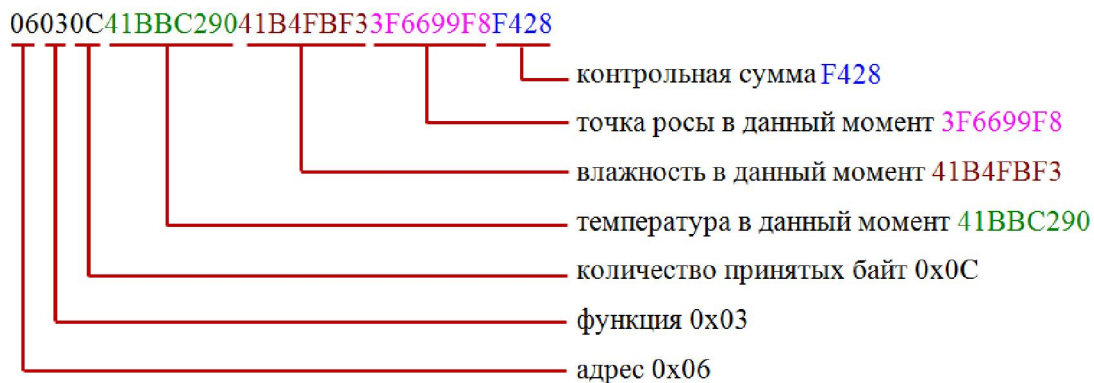 06030C41BBC29041B4FBF33F6699F8F428
контрольная сумма F428
точка росы в данный момент 3F6699F8
влажность в данный момент 41B4FBF3
температура в данный момент 41BBC290
количество принятых байт 0x0C
функция 0x03
адрес 0x06